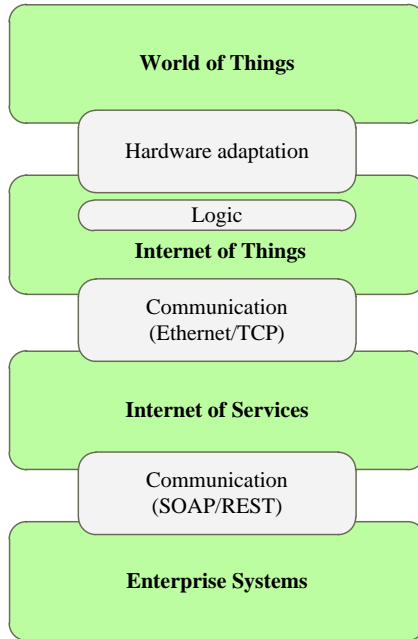 World of Things
Hardware adaptation
Logic
Internet of Things
Communication
(Ethernet/TCP)
Internet of Services
Communication
(SOAP/REST)
Enterprise Systems